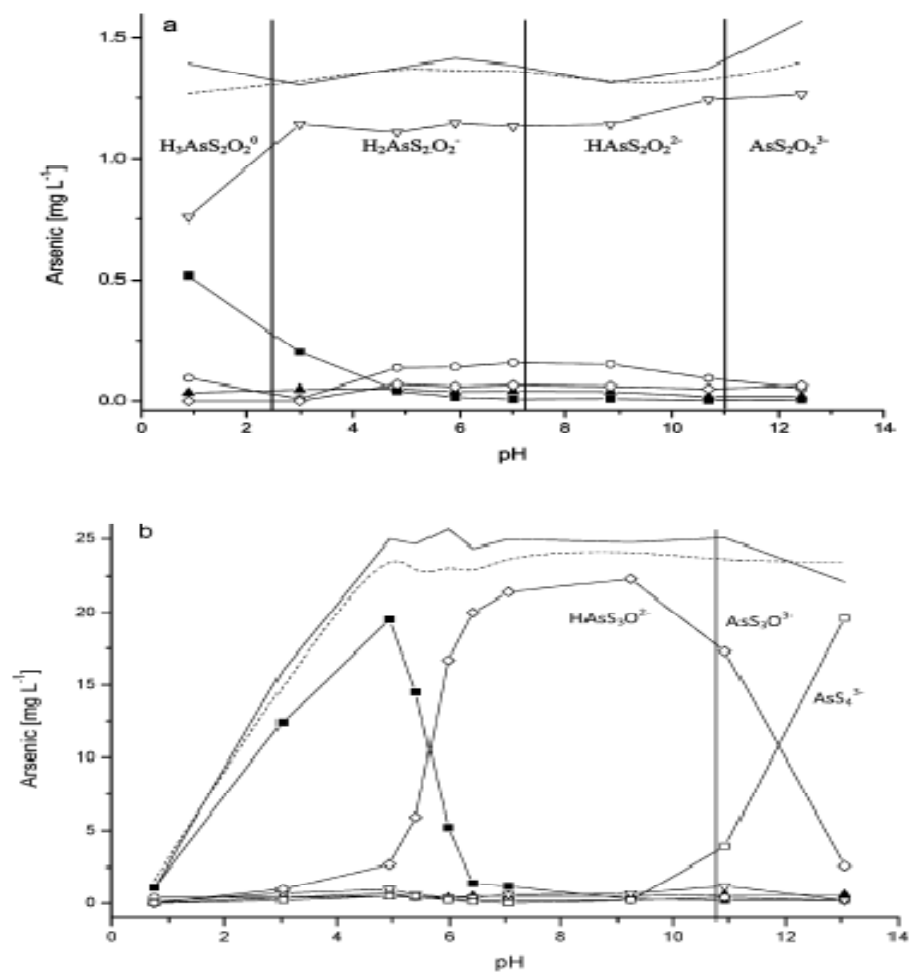 a
1.5
1.0
0.5
0.0
Arsenic [mg L⁻¹]
H₃AsS₂O₂⁰
H₂AsS₂O₂⁻
HAsS₂O₂²⁻
AsS₂O₂³⁻
0 2 4 6 8 10 12 14
pH
b
25
20
15
10
5
0
Arsenic [mg L⁻¹]
HAsS₃O²⁻
AsS₃O³⁻
AsS₄³⁻
0 2 4 6 8 10 12 14
pH